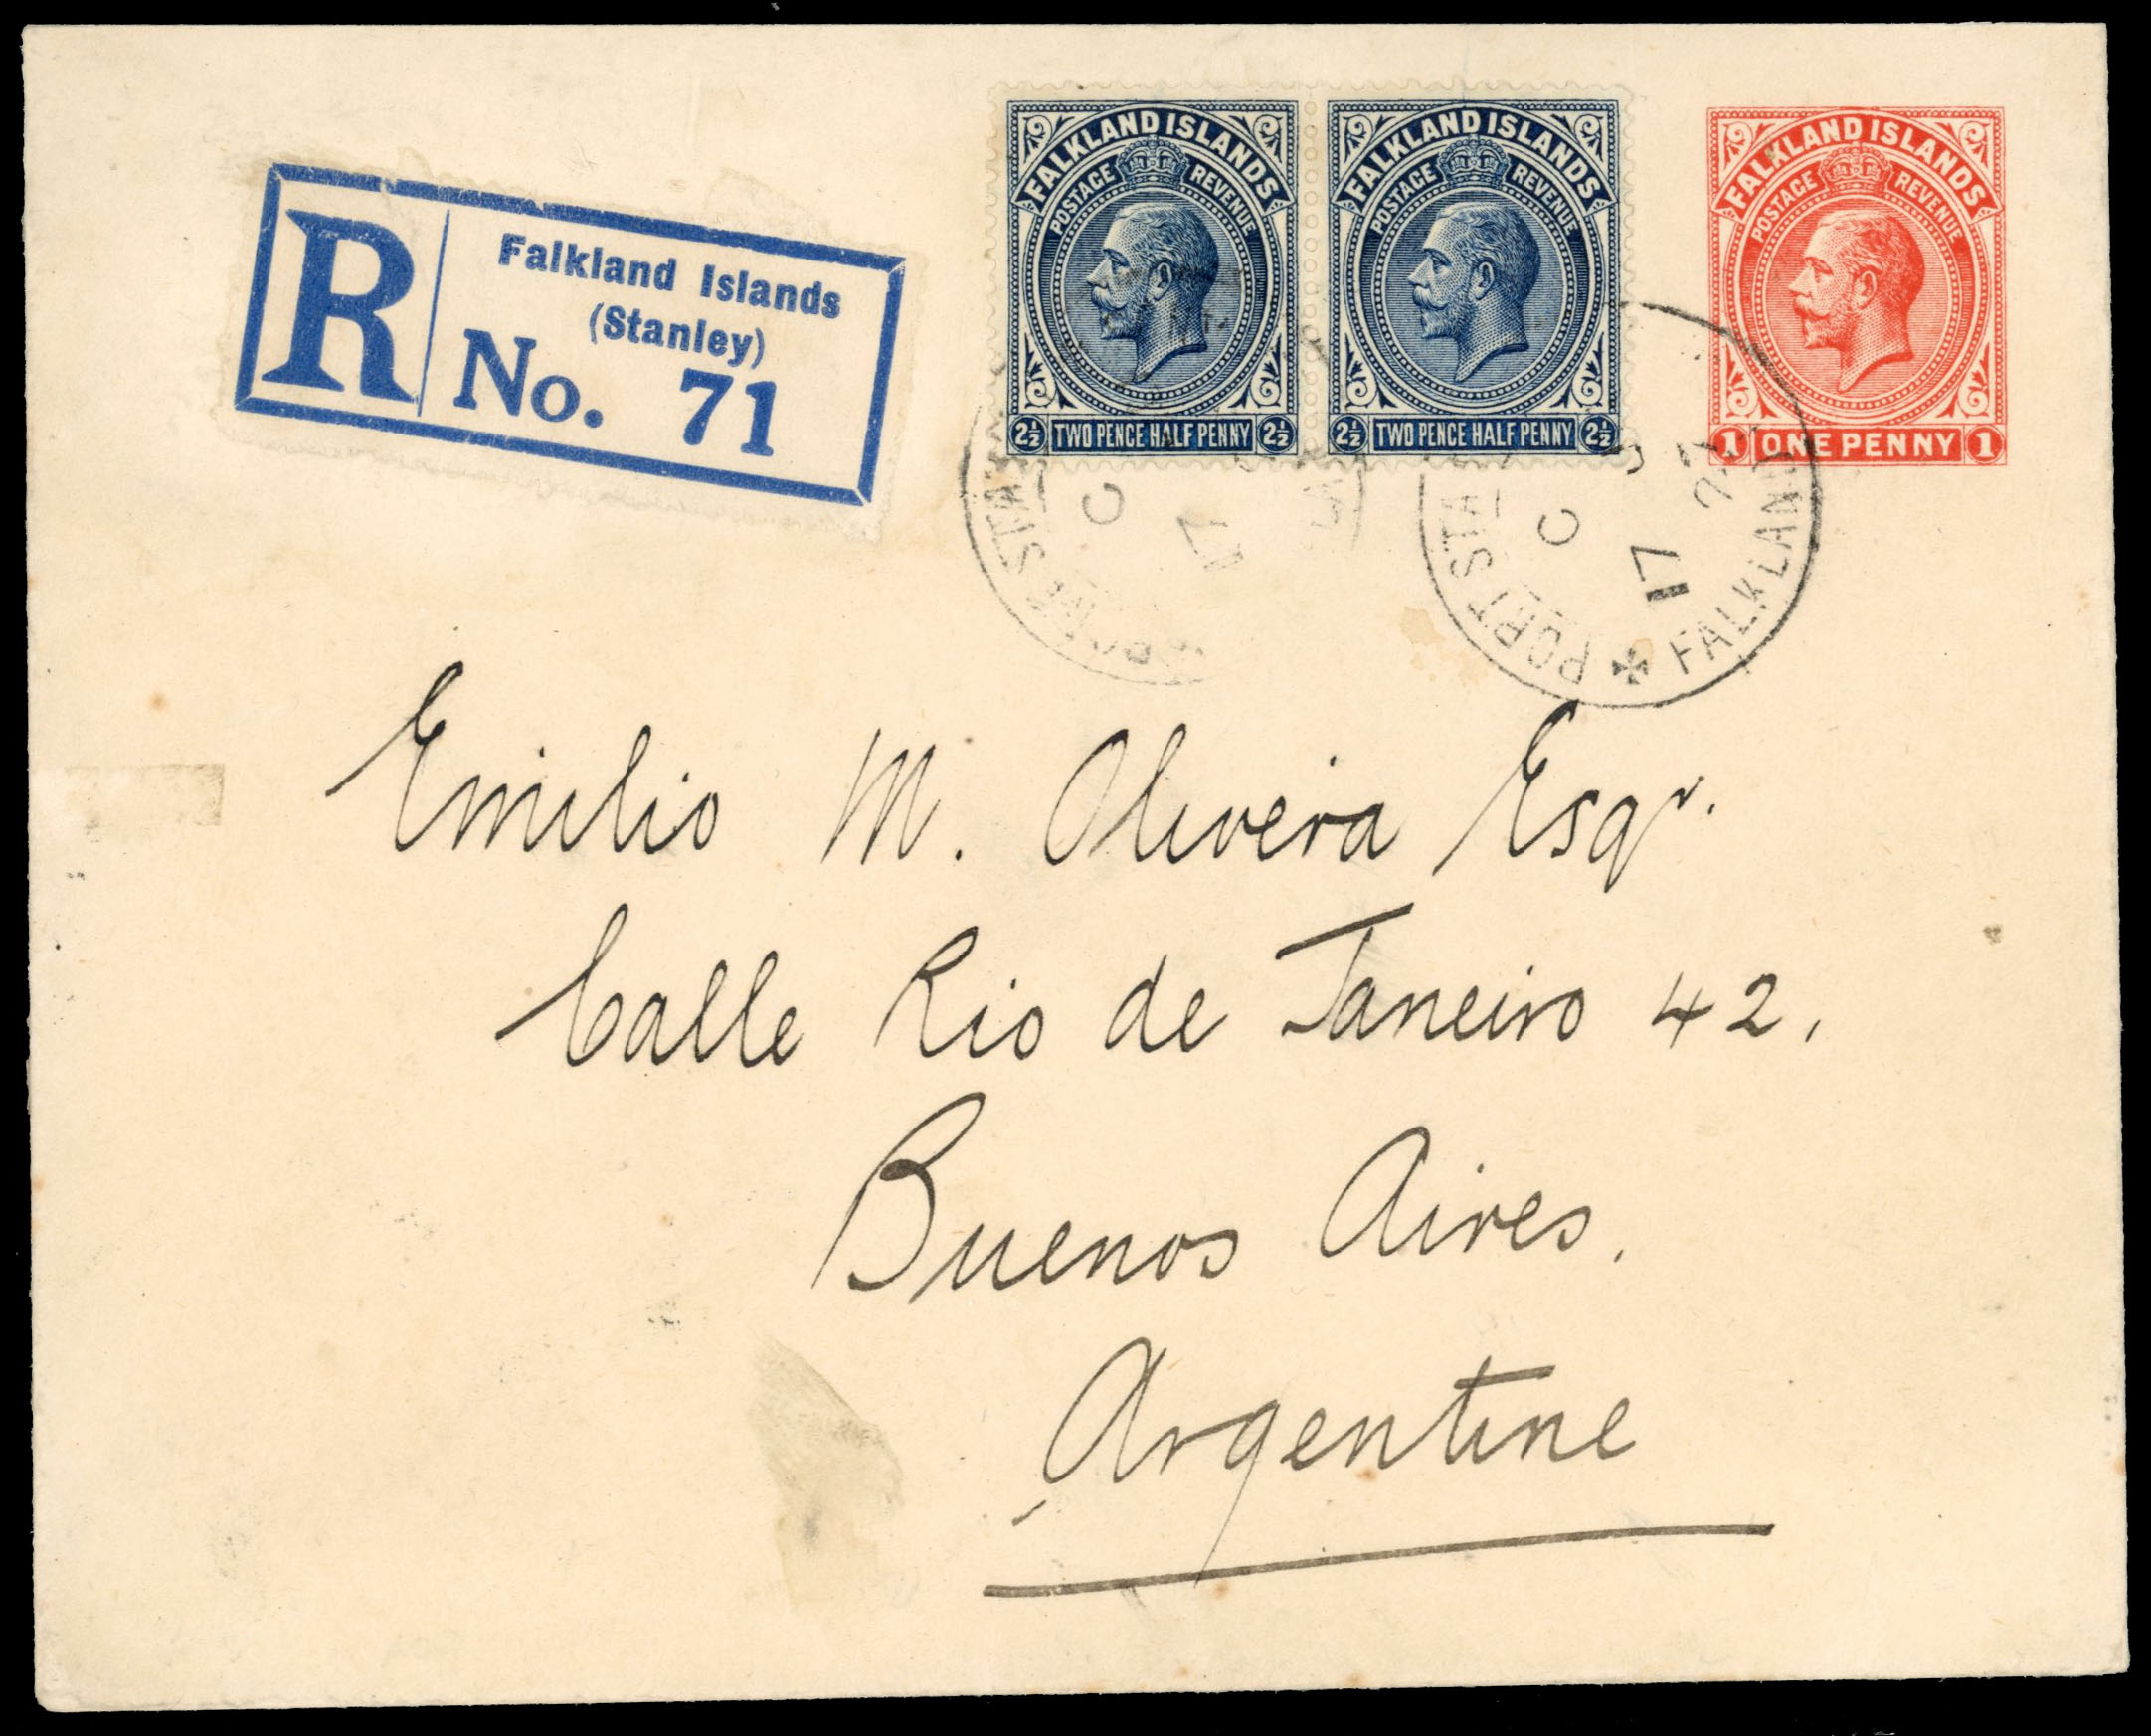 R
Falkland Islands
(Stanley)
No. 71
FALKLAND ISLANDS
POSTAGE REVENUE
2½ TWO PENCE HALF PENNY 2½
FALKLAND ISLANDS
POSTAGE REVENUE
2½ TWO PENCE HALF PENNY 2½
FALKLAND ISLANDS
POSTAGE REVENUE
1 ONE PENNY 1
C
17
PORT STA
C
17
FALKLAND
Emilio M. Olivera Esqr.
Calle Rio de Janeiro 42.
Buenos Aires.
Argentine